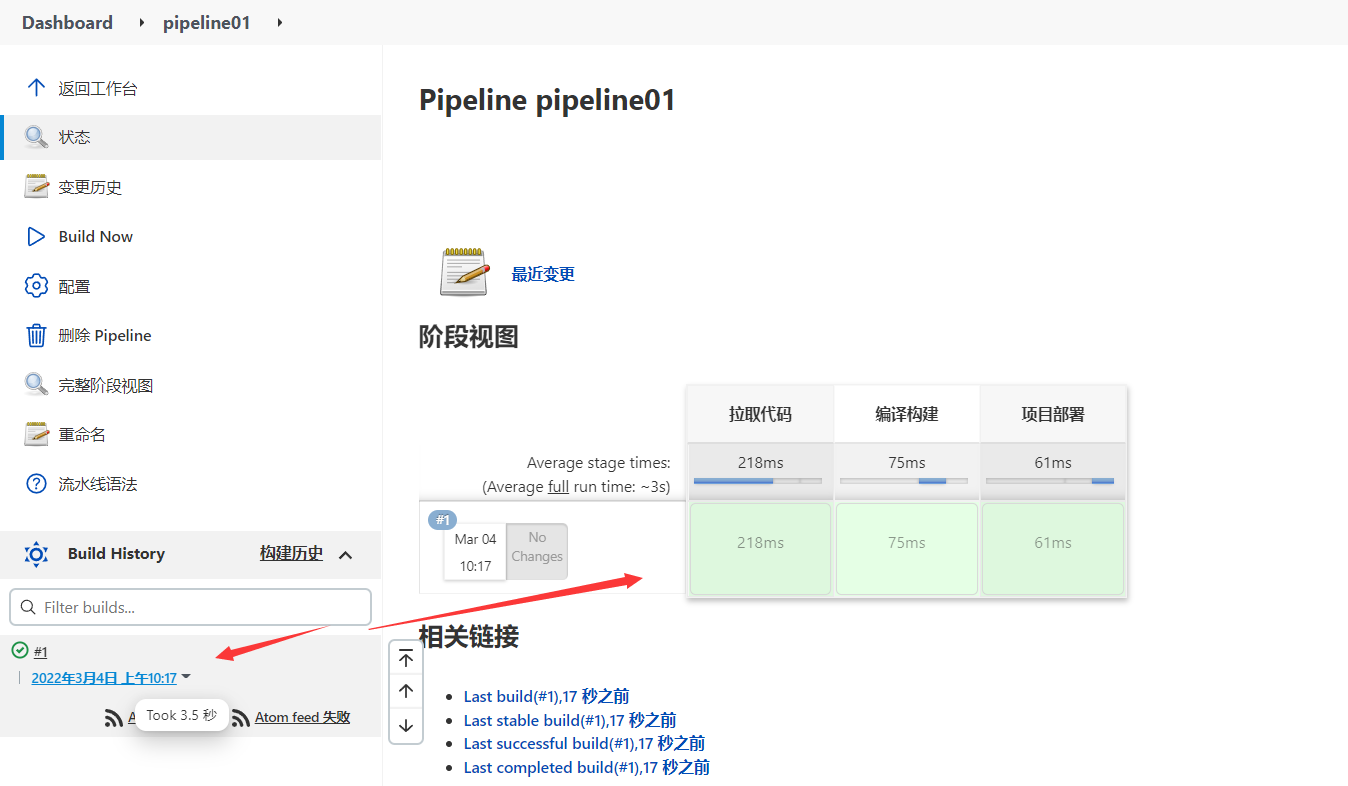 Dashboard pipeline01
返回工作台
状态
变更历史
Build Now
配置
删除 Pipeline
完整阶段视图
重命名
流水线语法
Build History 构建历史
Filter builds...
#1
2022年3月4日 上午10:17
Took 3.5 秒
Atom feed 失败
Pipeline pipeline01
最近变更
阶段视图
拉取代码 编译构建 项目部署
Average stage times: 218ms 75ms 61ms
(Average full run time: ~3s)
#1
Mar 04 No
Changes
10:17
218ms 75ms 61ms
相关链接
Last build(#1),17 秒之前
Last stable build(#1),17 秒之前
Last successful build(#1),17 秒之前
Last completed build(#1),17 秒之前